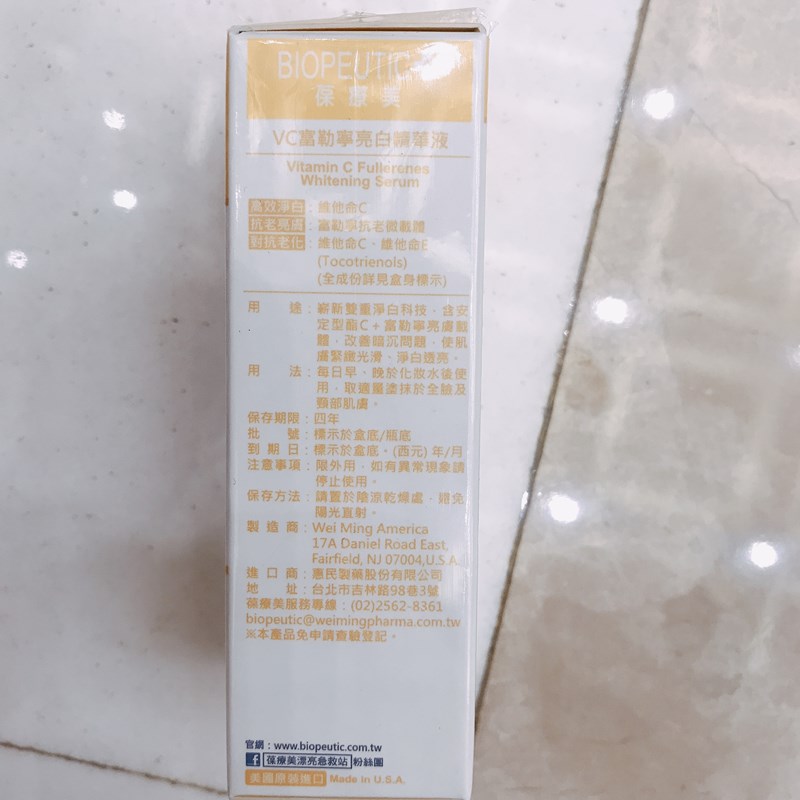 BIOPEUTIC
葆療美
VC富勒寧亮白精華液
Vitamin C Fullerenes
Whitening Serum
高效淨白:維他命C
抗老亮膚:富勒寧抗老微載體
對抗老化:維他命C、維他命E
(Tocotrienols)
(全成份詳見盒身標示)
用 途:嶄新雙重淨白科技,含安
定型酯C+富勒寧亮膚載
體,改善暗沉問題,使肌
膚緊緻光滑、淨白透亮。
用 法:每日早、晚於化妝水後使
用,取適量塗抹於全臉及
頸部肌膚。
保存期限:四年
批 號:標示於盒底/瓶底
到 期 日:標示於盒底。(西元) 年/月
注意事項:限外用,如有異常現象請
停止使用。
保存方法:請置於陰涼乾燥處,避免
陽光直射。
製 造 商:Wei Ming America
17A Daniel Road East,
Fairfield, NJ 07004,U.S.A.
進 口 商:惠民製藥股份有限公司
地 址:台北市吉林路98巷3號
葆療美服務專線:(02)2562-8361
biopeutic@weimingpharma.com.tw
※本產品免申請查驗登記。
官網:www.biopeutic.com.tw
f 葆療美漂亮急救站 粉絲團
美國原裝進口 Made in U.S.A.